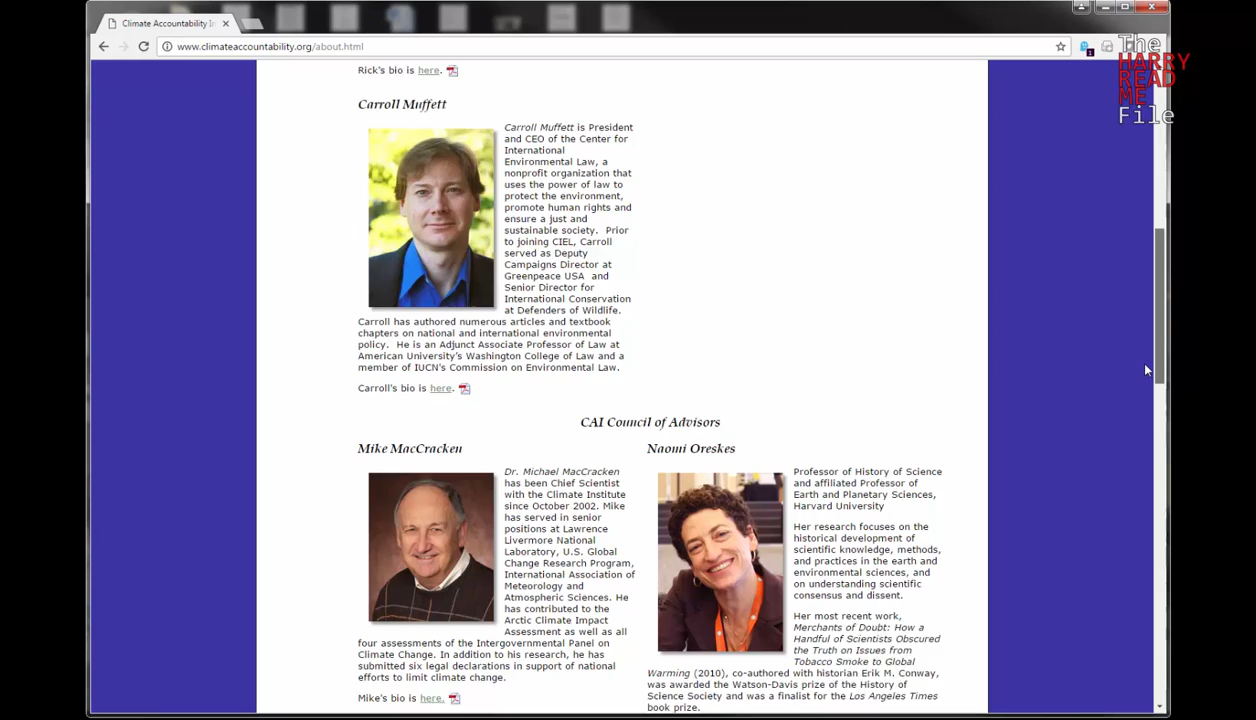 Climate Accountability In
www.climateaccountability.org/about.html
The
HARRY
READ
ME
File
Rick's bio is here.
Carroll Muffett
Carroll Muffett is President
and CEO of the Center for
International
Environmental Law, a
nonprofit organization that
uses the power of law to
protect the environment,
promote human rights and
ensure a just and
sustainable society. Prior
to joining CIEL, Carroll
served as Deputy
Campaigns Director at
Greenpeace USA and
Senior Director for
International Conservation
at Defenders of Wildlife.
Carroll has authored numerous articles and textbook
chapters on national and international environmental
policy. He is an Adjunct Associate Professor of Law at
American University's Washington College of Law and a
member of IUCN's Commission on Environmental Law.
Carroll's bio is here.
CAI Council of Advisors
Mike MacCracken
Dr. Michael MacCracken
has been Chief Scientist
with the Climate Institute
since October 2002. Mike
has served in senior
positions at Lawrence
Livermore National
Laboratory, U.S. Global
Change Research Program,
International Association of
Meteorology and
Atmospheric Sciences. He
has contributed to the
Arctic Climate Impact
Assessment as well as all
four assessments of the Intergovernmental Panel on
Climate Change. In addition to his research, he has
submitted six legal declarations in support of national
efforts to limit climate change.
Mike's bio is here.
Naomi Oreskes
Professor of History of Science
and affiliated Professor of
Earth and Planetary Sciences,
Harvard University
Her research focuses on the
historical development of
scientific knowledge, methods,
and practices in the earth and
environmental sciences, and
on understanding scientific
consensus and dissent.
Her most recent work,
Merchants of Doubt: How a
Handful of Scientists Obscured
the Truth on Issues from
Tobacco Smoke to Global
Warming (2010), co-authored with historian Erik M. Conway,
was awarded the Watson-Davis prize of the History of
Science Society and was a finalist for the Los Angeles Times
book prize.